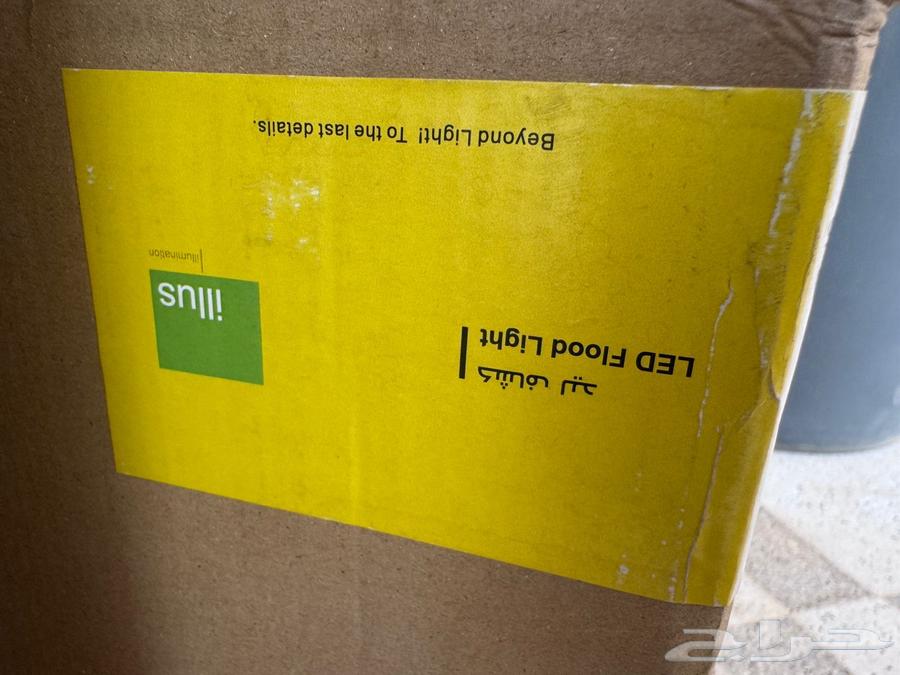 كشاف ليد
LED Flood Light
illus
illumination
Beyond Light! To the last details.
حراج